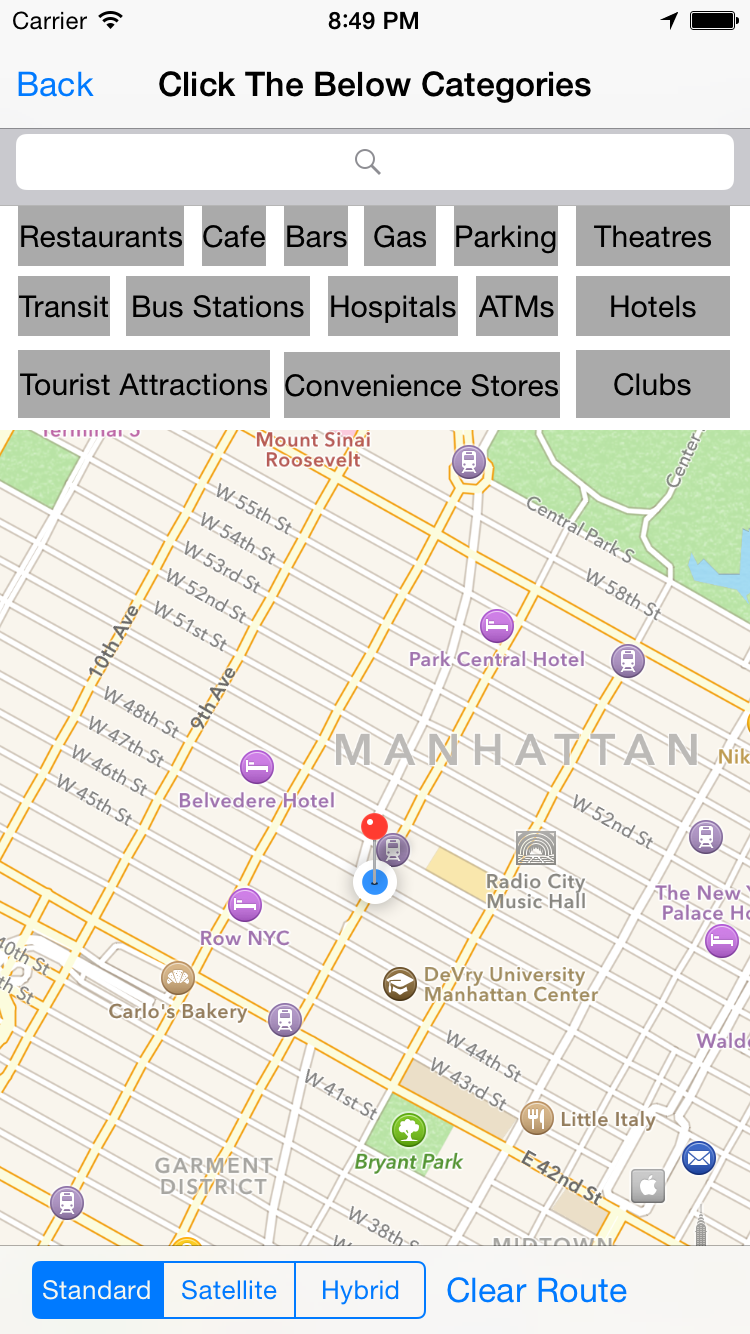 Carrier 8:49 PM
Back Click The Below Categories
Restaurants Cafe Bars Gas Parking Theatres
Transit Bus Stations Hospitals ATMs Hotels
Tourist Attractions Convenience Stores Clubs
Mount Sinai
Roosevelt
Center
W 55th St
W 54th St
W 53rd St
W 52nd St
W 51st St
Central Park S
W 58th St
10th Ave
9th Ave
Park Central Hotel
W 48th St
W 47th St
W 46th St
W 45th St
MANHATTAN
Nik
Belvedere Hotel
W 52nd St
Radio City
Music Hall
The New Y
Palace Ho
Row NYC
40th St
th St
DeVry University
Manhattan Center
Carlo's Bakery
Wald
W 44th St
W 43rd St
W 41st St
Little Italy
Bryant Park
E 42nd St
GARMENT
DISTRICT
W 38th St
MIDTOWN
Standard Satellite Hybrid Clear Route